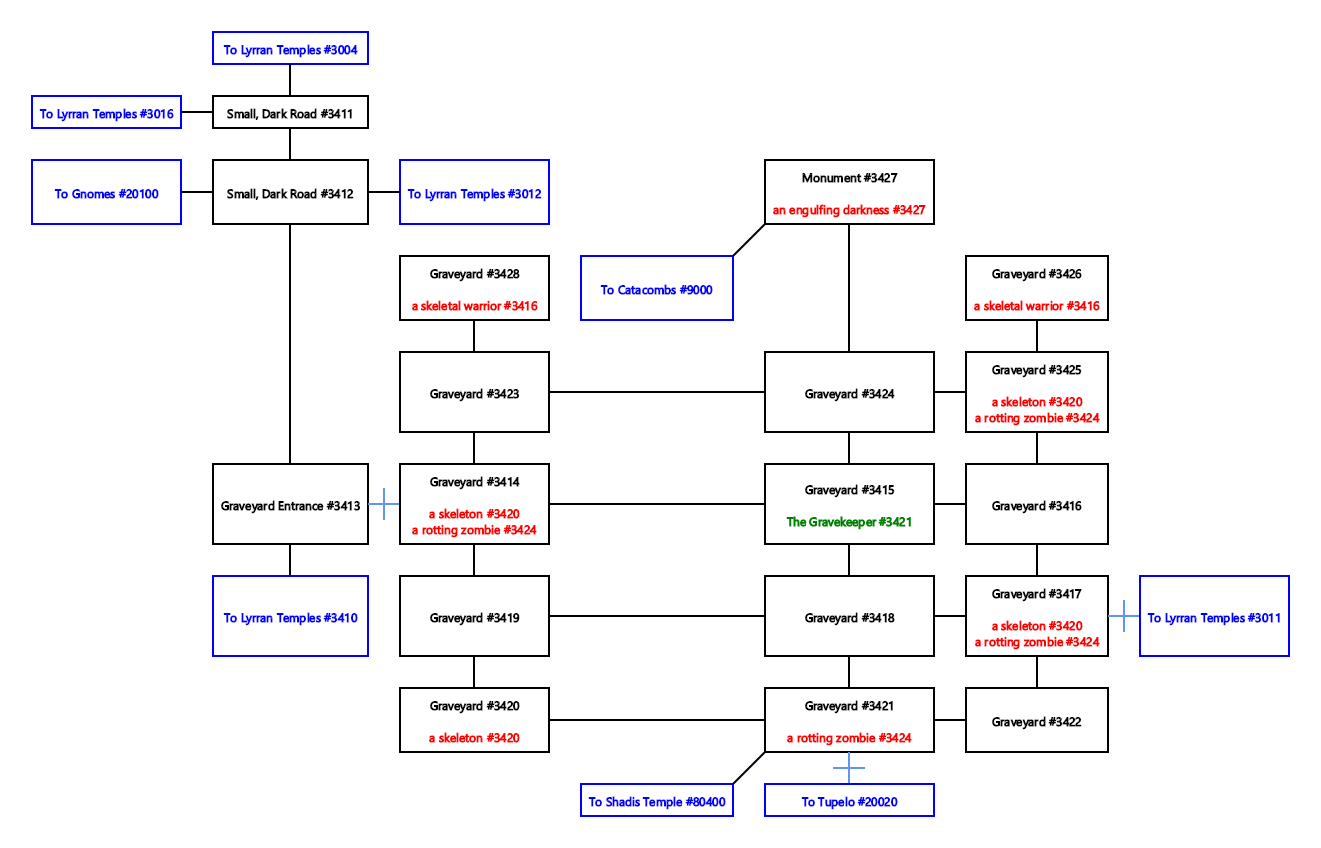 To Lyrran Temples #3004
To Lyrran Temples #3016
Small, Dark Road #3411
To Gnomes #20100
Small, Dark Road #3412
To Lyrran Temples #3012
Monument #3427
an engulfing darkness #3427
Graveyard #3428
a skeletal warrior #3416
To Catacombs #9000
Graveyard #3426
a skeletal warrior #3416
Graveyard #3423
Graveyard #3424
Graveyard #3425
a skeleton #3420
a rotting zombie #3424
Graveyard Entrance #3413
Graveyard #3414
a skeleton #3420
a rotting zombie #3424
Graveyard #3415
The Gravekeeper #3421
Graveyard #3416
To Lyrran Temples #3410
Graveyard #3419
Graveyard #3418
Graveyard #3417
a skeleton #3420
a rotting zombie #3424
To Lyrran Temples #3011
Graveyard #3420
a skeleton #3420
Graveyard #3421
a rotting zombie #3424
Graveyard #3422
To Shadis Temple #80400
To Tupelo #20020